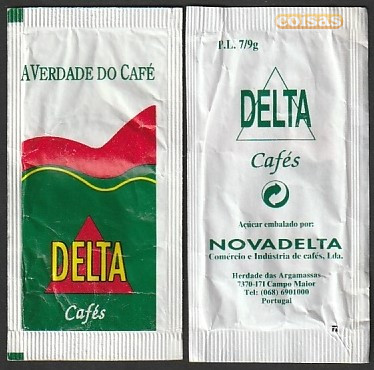 A VERDADE DO CAFÉ
DELTA
Cafés
coisas
P.L. 7/9g
DELTA
Cafés
Açúcar embalado por:
NOVADELTA
Comércio e Indústria de cafés, Lda.
Herdade das Argamassas
7370-171 Campo Maior
Tel: (068) 6901000
Portugal